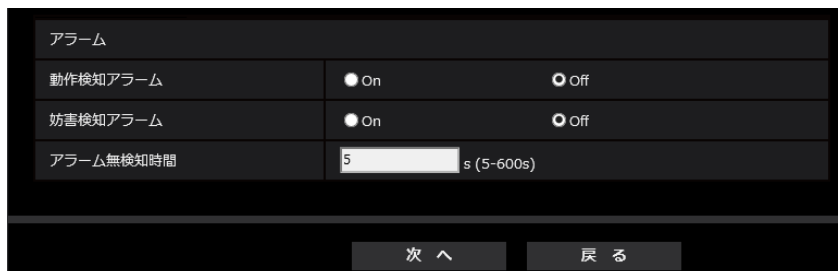 アラーム
動作検知アラーム On Off
妨害検知アラーム On Off
アラーム無検知時間 5 s (5-600s)
次 へ 戻 る